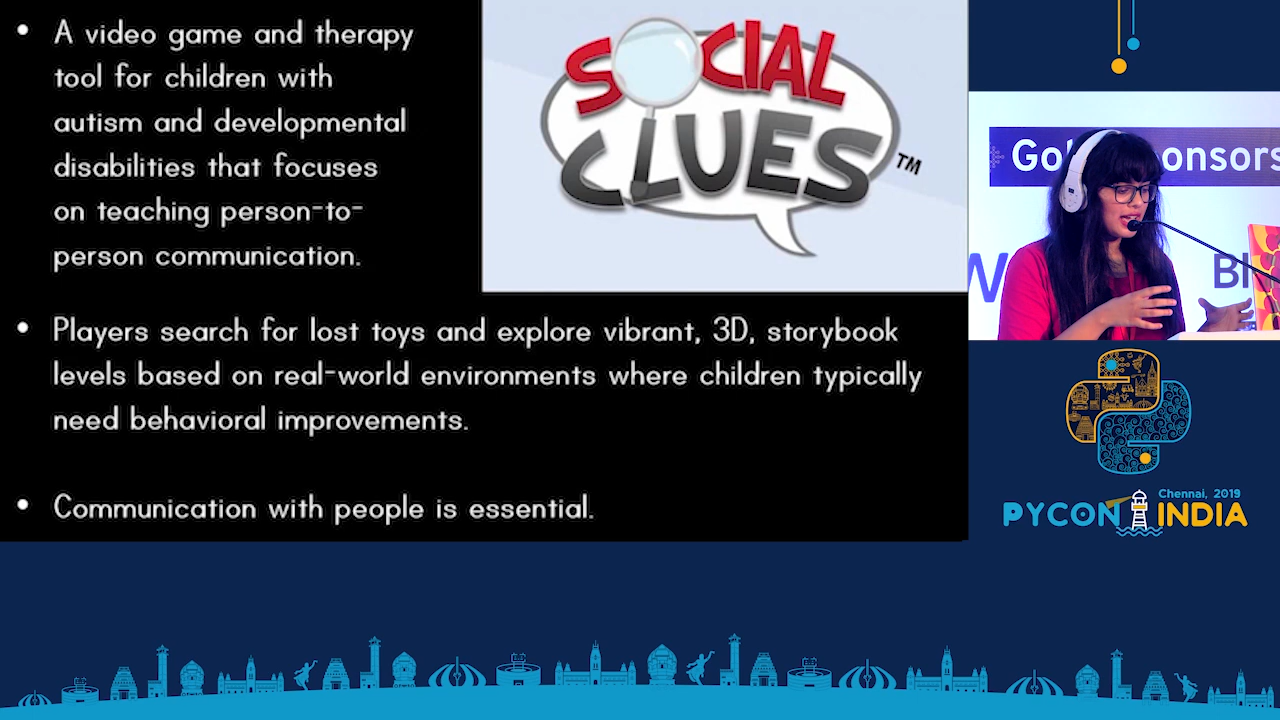 • A video game and therapy
tool for children with
autism and developmental
disabilities that focuses
on teaching person-to-
person communication.
SOCIAL
CLUES™
• Players search for lost toys and explore vibrant, 3D, storybook
levels based on real-world environments where children typically
need behavioral improvements.
• Communication with people is essential.
Chennai, 2019
PYCON INDIA